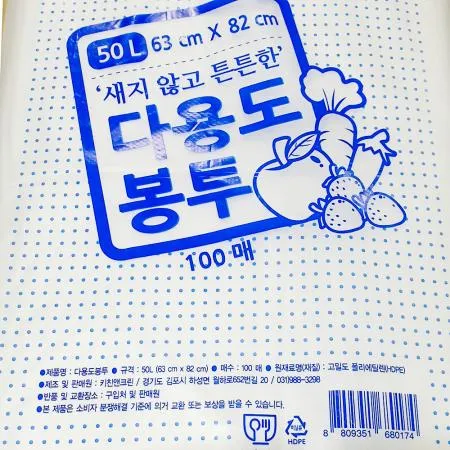 50 L 63 cm X 82 cm
'새지 않고 튼튼한'
다용도
봉투
100 매
●제품명 : 다용도봉투 ● 규격 : 50L (63 cm x 82 cm) ● 매수 : 100 매 ● 원재료명(재질) : 고밀도 폴리에틸렌(HDPE)
●제조 및 판매원 : 키친앤크린 / 경기도 김포시 하성면 월하로652번길 20 / 031)988-3298
●반품 및 교환장소 : 구입처 및 판매원
●본 제품은 소비자 분쟁해결 기준에 의거 교환 또는 보상을 받을 수 있습니다.
HDPE
8 809351 680174